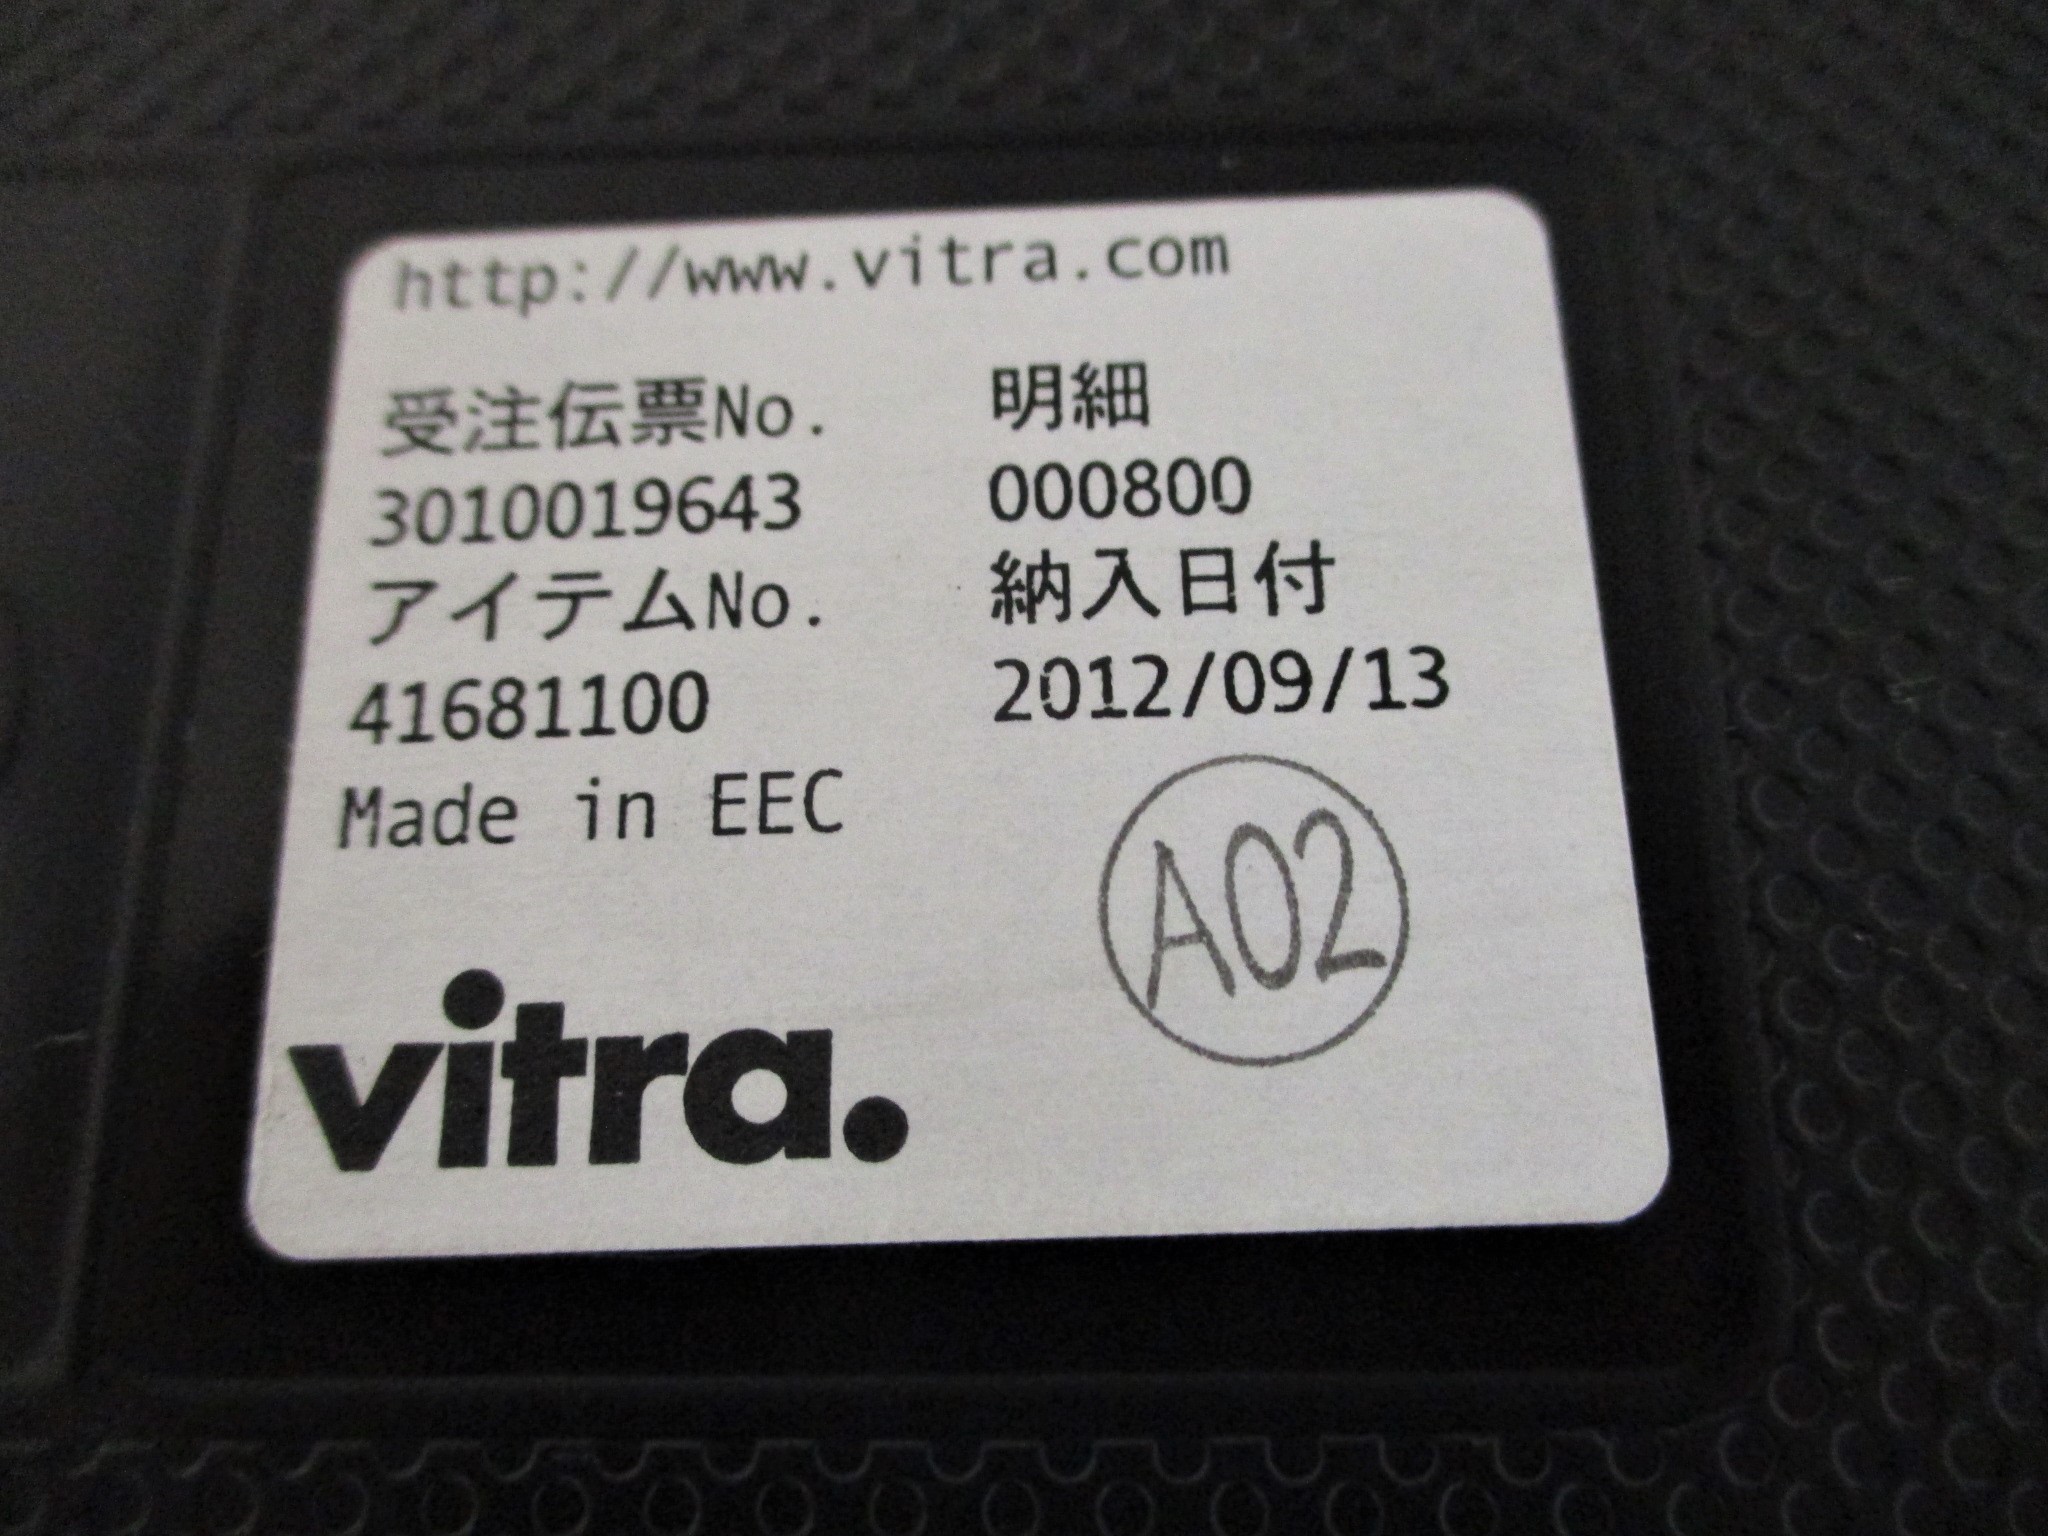 http://www.vitra.com
受注伝票No. 明細
3010019643 000800
アイテムNo. 納入日付
41681100 2012/09/13
Made in EEC
A02
vitra.